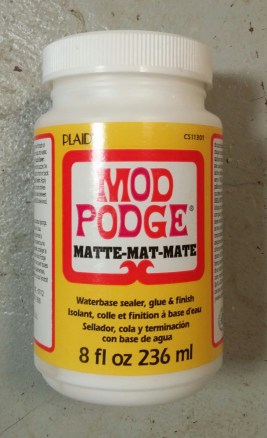 PLAID
CS11301
MOD
PODGE®
MATTE-MAT-MATE
Waterbase sealer, glue & finish
Isolant, colle et finition à base d'eau
Sellador, cola y terminación
con base de agua
8 fl oz 236 ml